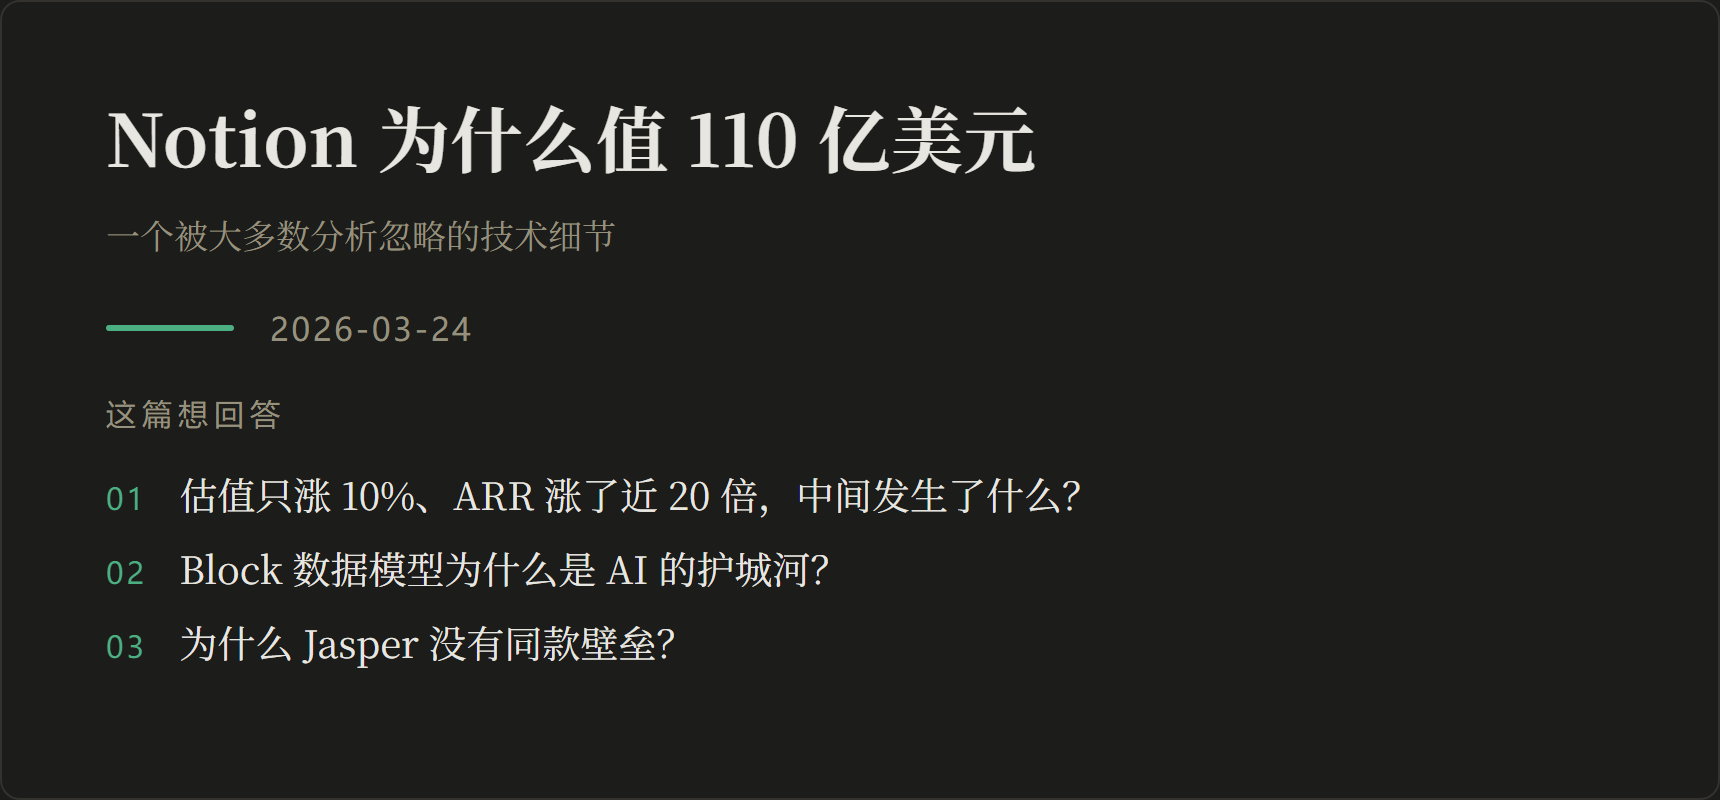 Notion 为什么值 110 亿美元
一个被大多数分析忽略的技术细节
2026-03-24
这篇想回答
01 估值只涨 10%、ARR 涨了近 20 倍，中间发生了什么？
02 Block 数据模型为什么是 AI 的护城河？
03 为什么 Jasper 没有同款壁垒？